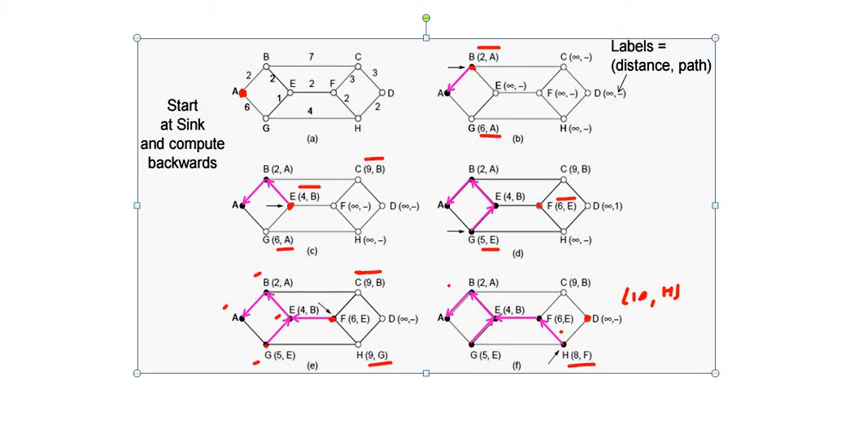 Start
at Sink
and compute
backwards
B 7 C
2 2 3 3
A E 2 F D
6 1 2 2
G 4 H
(a)
Labels =
(distance, path)
B (2, A) C (∞, –)
A E (∞, –) F (∞, –) D (∞, –)
G (6, A) H (∞, –)
(b)
B (2, A) C (9, B)
A E (4, B) F (∞, –) D (∞, –)
G (6, A) H (∞, –)
(c)
B (2, A) C (9, B)
A E (4, B) F (6, E) D (∞, 1)
G (5, E) H (∞, –)
(d)
B (2, A) C (9, B)
A E (4, B) F (6, E) D (∞, –)
G (5, E) H (9, G)
(e)
B (2, A) C (9, B)
(10, H)
A E (4, B) F (6,E) D (∞, –)
G (5, E) H (8, F)
(f)